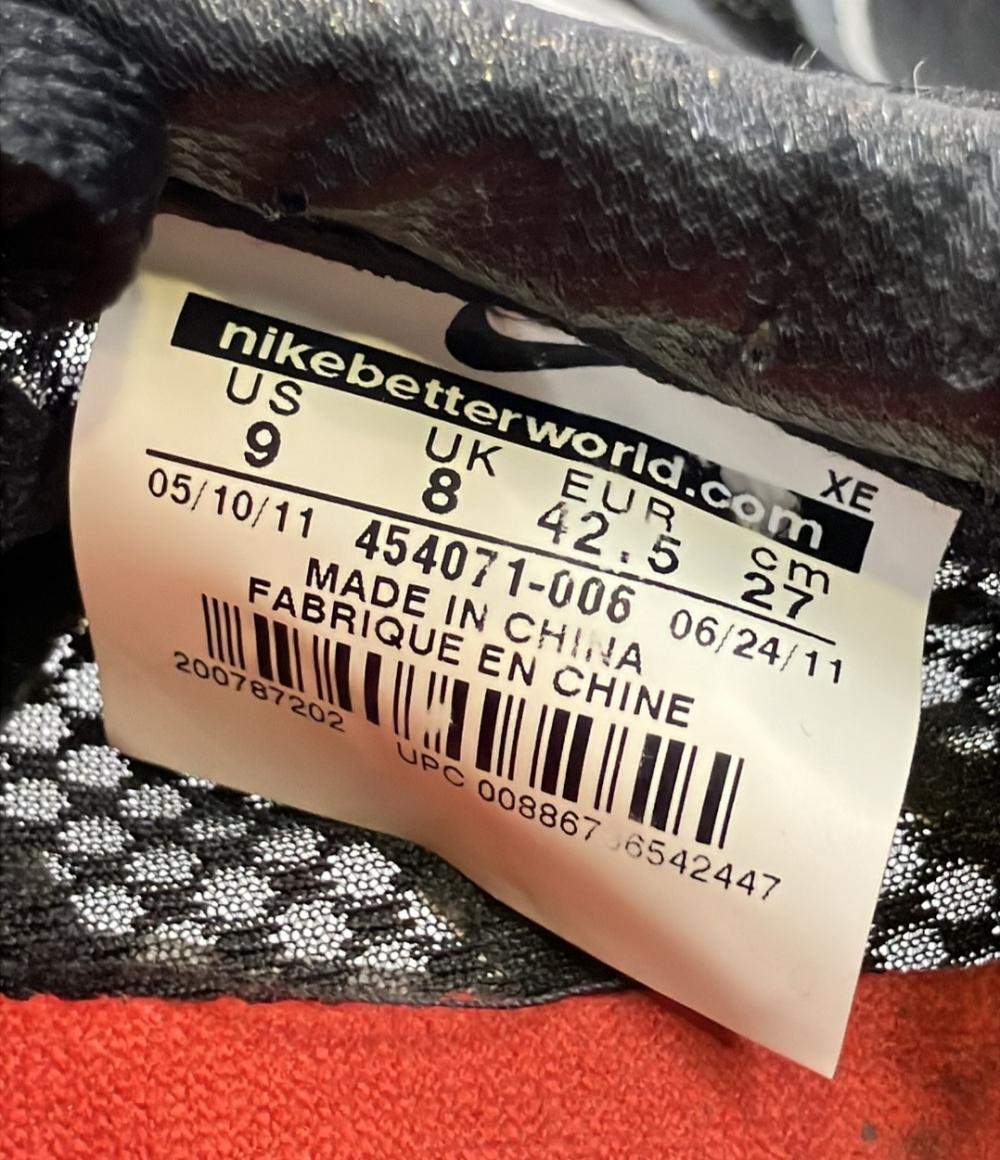 nikebetterworld.com
XE
US UK EUR cm
9 8 42.5 27
05/10/11 454071-006 06/24/11
MADE IN CHINA
FABRIQUE EN CHINE
200787202
UPC